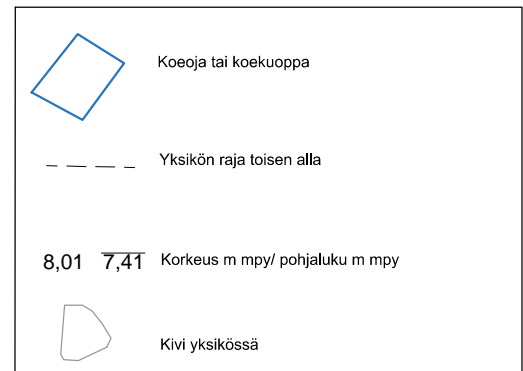 Koeoja tai koekuoppa
Yksikön raja toisen alla
8,01 7,41 Korkeus m mpy/ pohjaluku m mpy
Kivi yksikössä